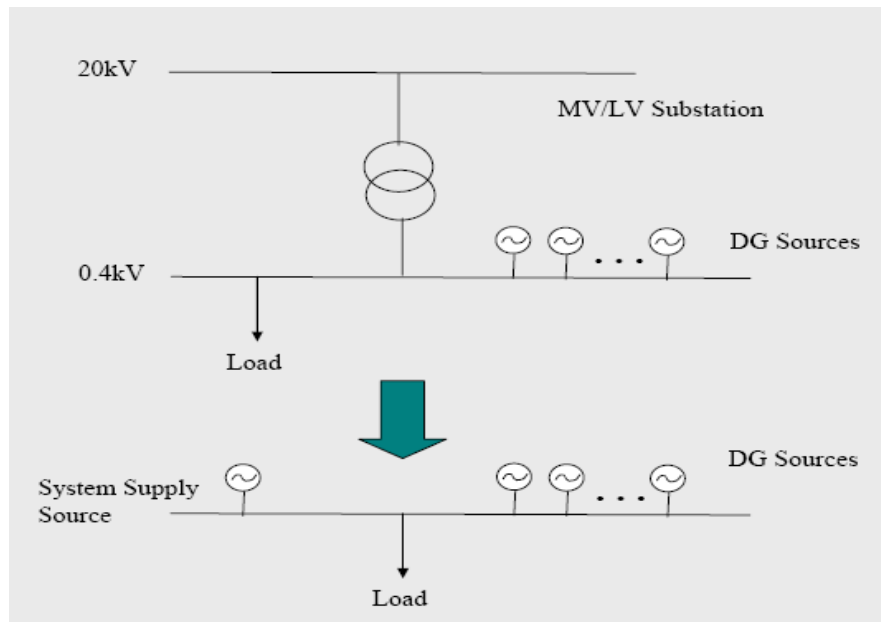 20kV
MV/LV Substation
DG Sources
0.4kV
Load
DG Sources
System Supply
Source
Load